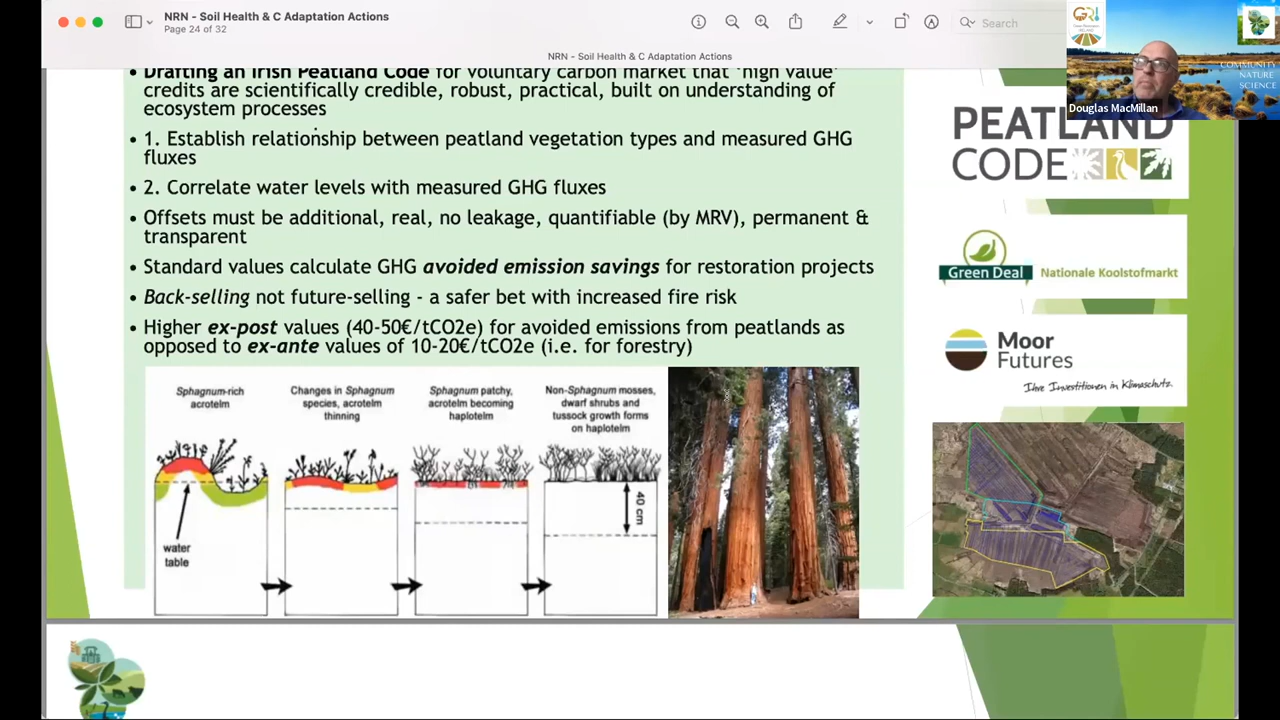 NRN - Soil Health & C Adaptation Actions
Page 24 of 32
Search
NRN - Soil Health & C Adaptation Actions
• Drafting an Irish Peatland Code for voluntary carbon market that 'high value'
credits are scientifically credible, robust, practical, built on understanding of
ecosystem processes
• 1. Establish relationship between peatland vegetation types and measured GHG
fluxes
• 2. Correlate water levels with measured GHG fluxes
• Offsets must be additional, real, no leakage, quantifiable (by MRV), permanent &
transparent
• Standard values calculate GHG avoided emission savings for restoration projects
• Back-selling not future-selling - a safer bet with increased fire risk
• Higher ex-post values (40-50€/tCO2e) for avoided emissions from peatlands as
opposed to ex-ante values of 10-20€/tCO2e (i.e. for forestry)
Sphagnum-rich
acrotelm
Changes in Sphagnum
species, acrotelm
thinning
Sphagnum patchy,
acrotelm becoming
haplotelm
Non-Sphagnum mosses,
dwarf shrubs and
tussock growth forms
on haplotelm
water
table
40 cm
GRI
COMMUNITY
NATURE
SCIENCE
Douglas MacMillan
PEATLAND
CODE
Green Deal
Nationale Koolstofmarkt
Moor
Futures
Ihre Investitionen in Klimaschutz.